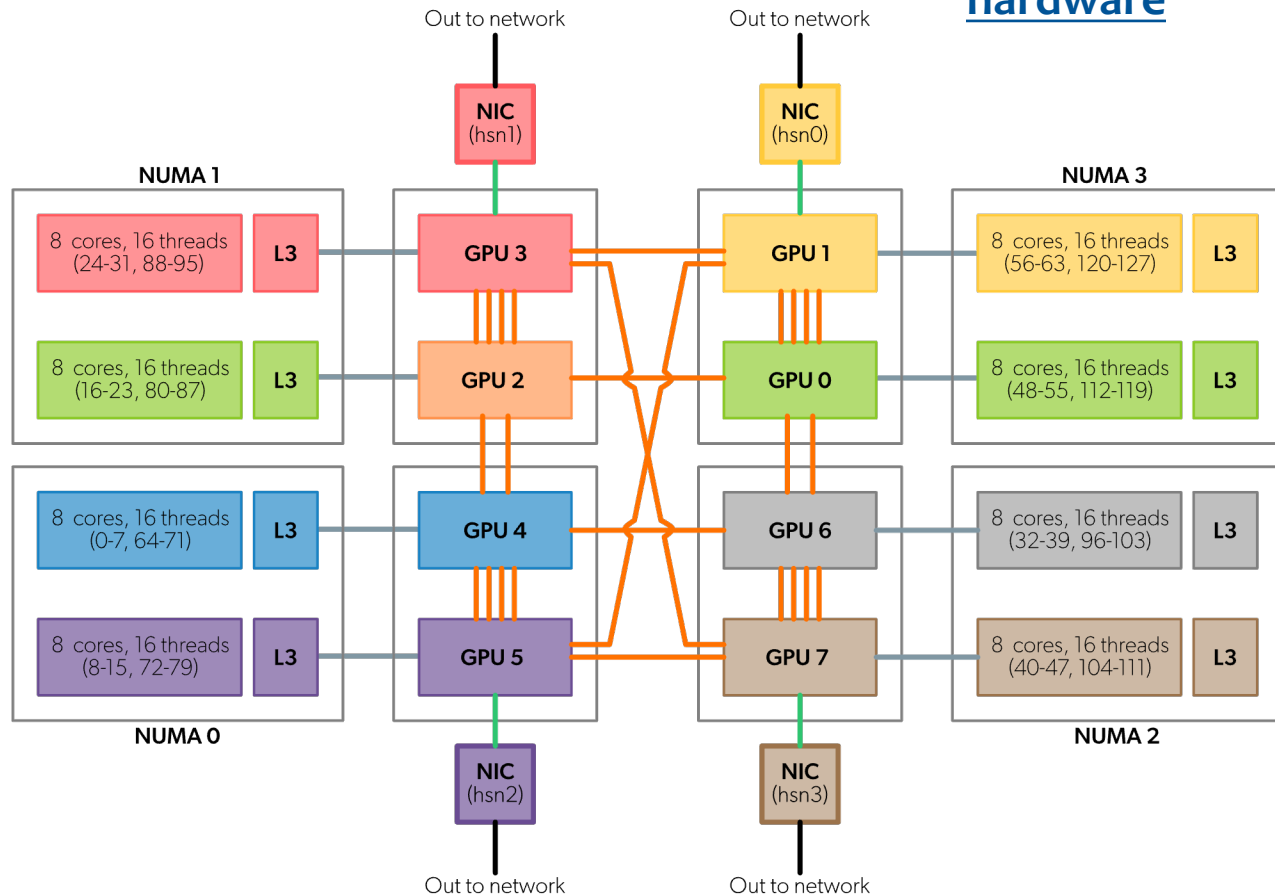 hardware
Out to network
Out to network
NIC
(hsn1)
NIC
(hsn0)
NUMA 1
NUMA 3
8 cores, 16 threads
(24-31, 88-95)
L3
GPU 3
GPU 1
8 cores, 16 threads
(56-63, 120-127)
L3
8 cores, 16 threads
(16-23, 80-87)
L3
GPU 2
GPU 0
8 cores, 16 threads
(48-55, 112-119)
L3
8 cores, 16 threads
(0-7, 64-71)
L3
GPU 4
GPU 6
8 cores, 16 threads
(32-39, 96-103)
L3
8 cores, 16 threads
(8-15, 72-79)
L3
GPU 5
GPU 7
8 cores, 16 threads
(40-47, 104-111)
L3
NUMA 0
NUMA 2
NIC
(hsn2)
NIC
(hsn3)
Out to network
Out to network